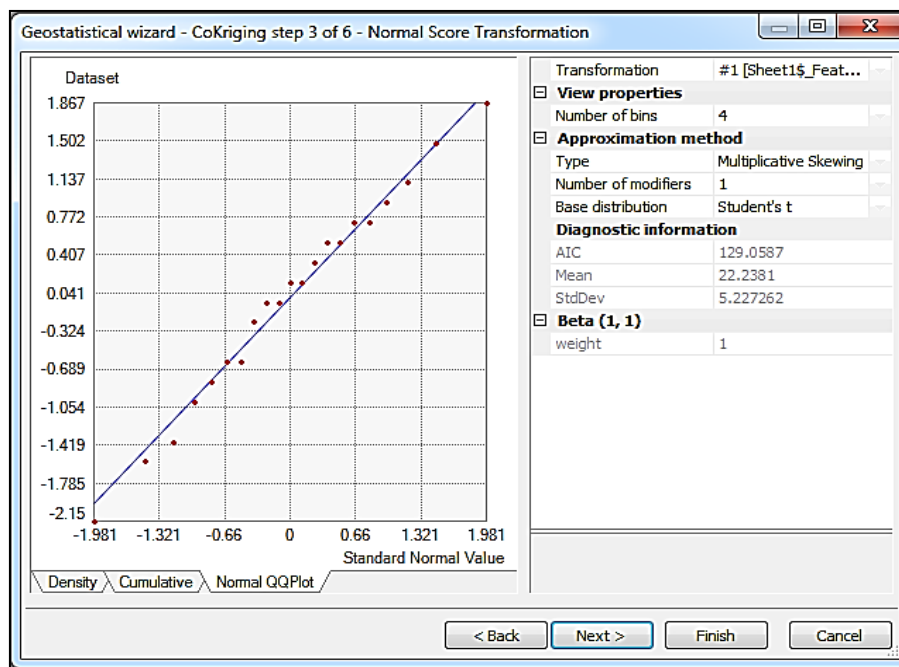 Geostatistical wizard - CoKriging step 3 of 6 - Normal Score Transformation
Dataset
1.867
1.502
1.137
0.772
0.407
0.041
-0.324
-0.689
-1.054
-1.419
-1.785
-2.15
-1.981 -1.321 -0.66 0 0.66 1.321 1.981
Standard Normal Value
Density Cumulative Normal QQPlot
Transformation #1 [Sheet1$_Feat...
View properties
Number of bins 4
Approximation method
Type Multiplicative Skewing
Number of modifiers 1
Base distribution Student's t
Diagnostic information
AIC 129.0587
Mean 22.2381
StdDev 5.227262
Beta (1, 1)
weight 1
< Back Next > Finish Cancel